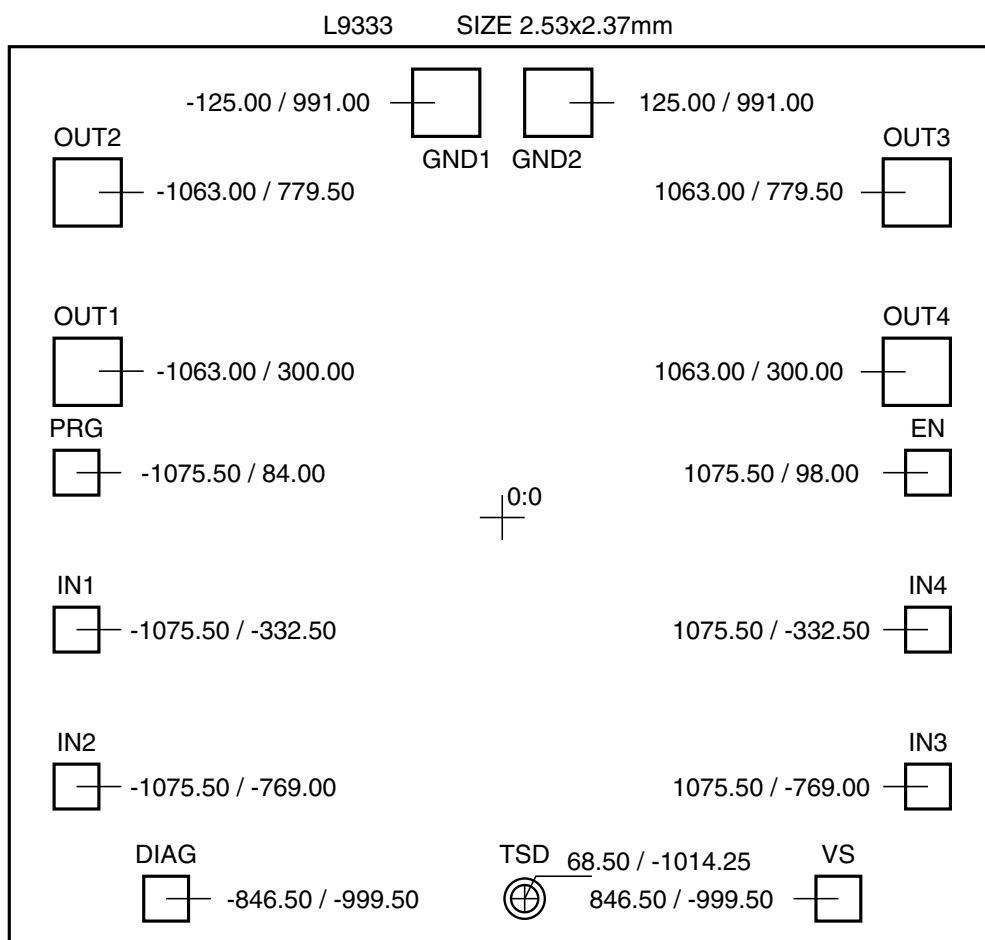 L9333 SIZE 2.53x2.37mm
-125.00 / 991.00 125.00 / 991.00
OUT2 GND1 GND2 OUT3
-1063.00 / 779.50 1063.00 / 779.50
OUT1 OUT4
-1063.00 / 300.00 1063.00 / 300.00
PRG EN
-1075.50 / 84.00 1075.50 / 98.00
0:0
IN1 IN4
-1075.50 / -332.50 1075.50 / -332.50
IN2 IN3
-1075.50 / -769.00 1075.50 / -769.00
DIAG TSD 68.50 / -1014.25 VS
-846.50 / -999.50 846.50 / -999.50